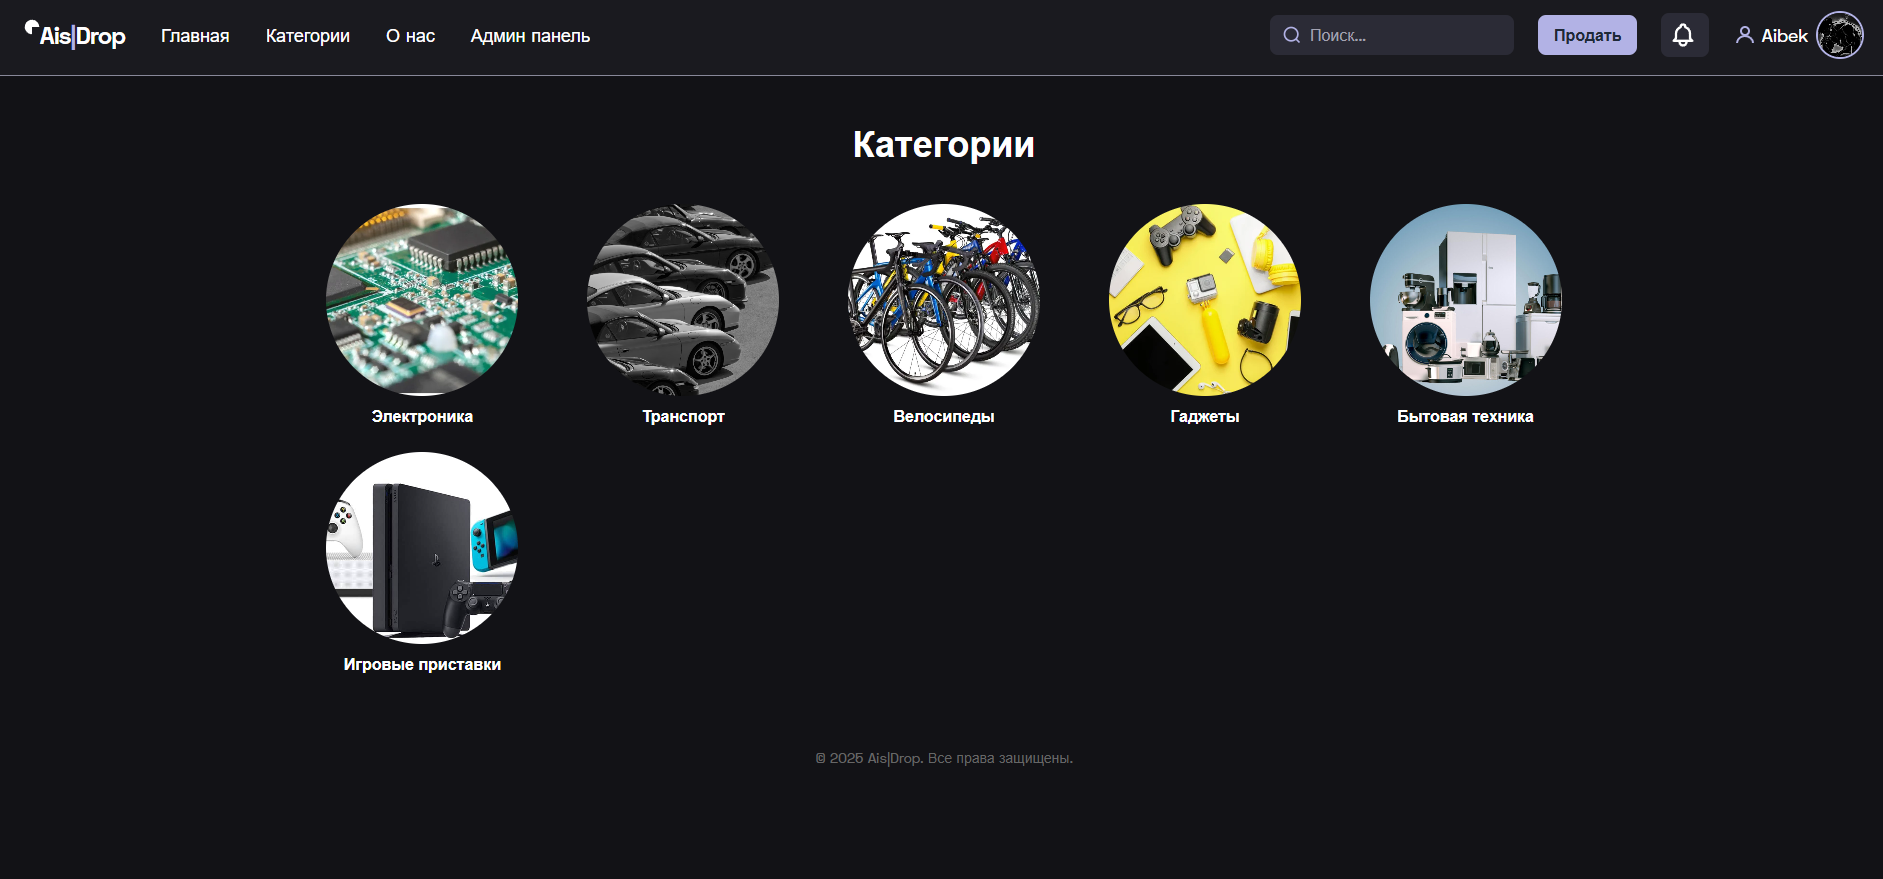 Ais|Drop Главная Категории О нас Админ панель Поиск... Продать Aibek
Категории
Электроника Транспорт Велосипеды Гаджеты Бытовая техника
Игровые приставки
© 2025 Ais|Drop. Все права защищены.